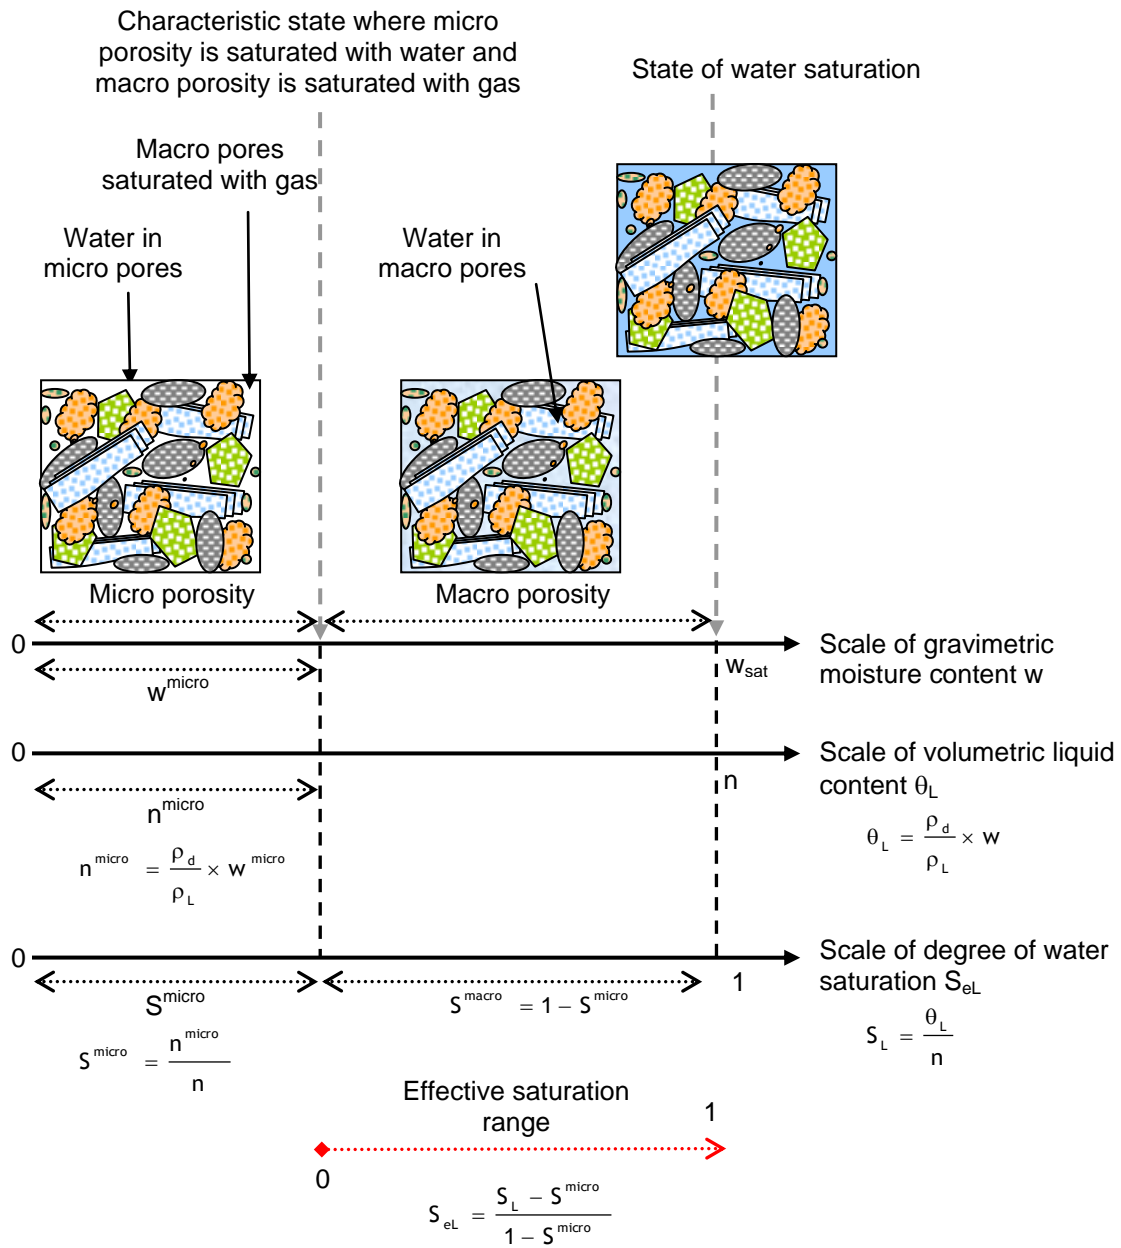 Characteristic state where micro
porosity is saturated with water and
macro porosity is saturated with gas
State of water saturation
Macro pores
saturated with gas
Water in
micro pores
Water in
macro pores
Micro porosity
Macro porosity
0
w^micro
w_sat
Scale of gravimetric
moisture content w
0
n^micro
n
Scale of volumetric liquid
content θ_L
n^micro = ρ_d / ρ_L × w^micro
θ_L = ρ_d / ρ_L × w
0
S^micro
S^macro = 1 − S^micro
1
Scale of degree of water
saturation S_eL
S^micro = n^micro / n
S_L = θ_L / n
Effective saturation
range
1
0
S_eL = (S_L − S^micro) / (1 − S^micro)